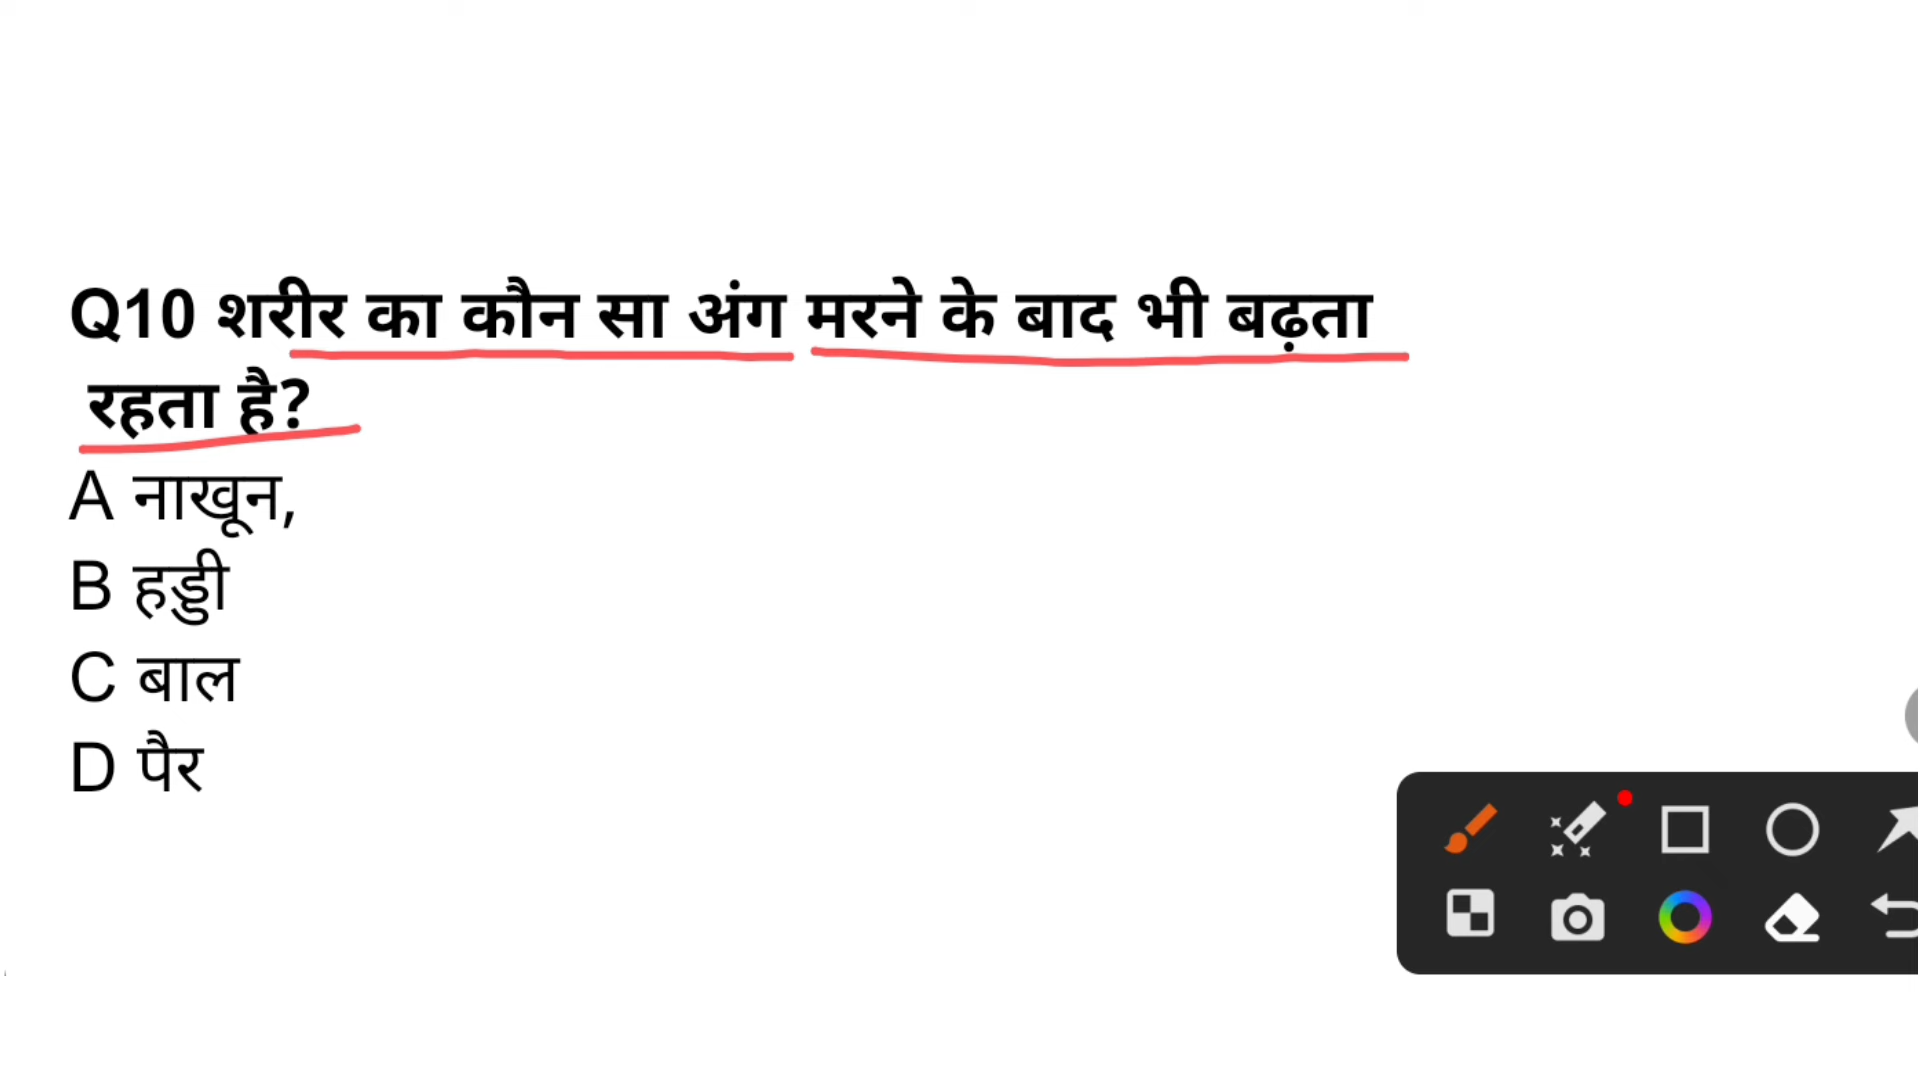 Q10 शरीर का कौन सा अंग मरने के बाद भी बढ़ता
रहता है?
A नाखून,
B हड्डी
C बाल
D पैर